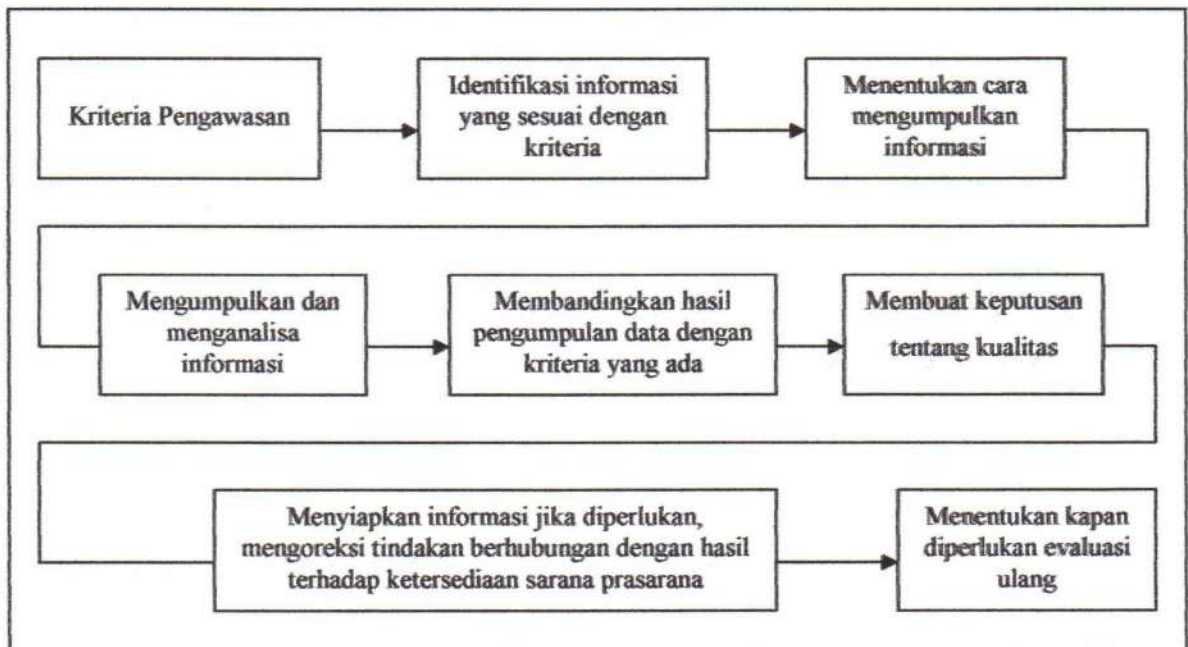 Kriteria Pengawasan
Identifikasi informasi
yang sesuai dengan
kriteria
Menentukan cara
mengumpulkan
informasi
Mengumpulkan dan
menganalisa
informasi
Membandingkan hasil
pengumpulan data dengan
kriteria yang ada
Membuat keputusan
tentang kualitas
Menyiapkan informasi jika diperlukan,
mengoreksi tindakan berhubungan dengan hasil
terhadap ketersediaan sarana prasarana
Menentukan kapan
diperlukan evaluasi
ulang